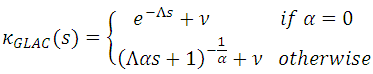 κ_GLAC(s) = { e^{-Λs} + ν if α = 0
(Λαs + 1)^{-1/α} + ν otherwise